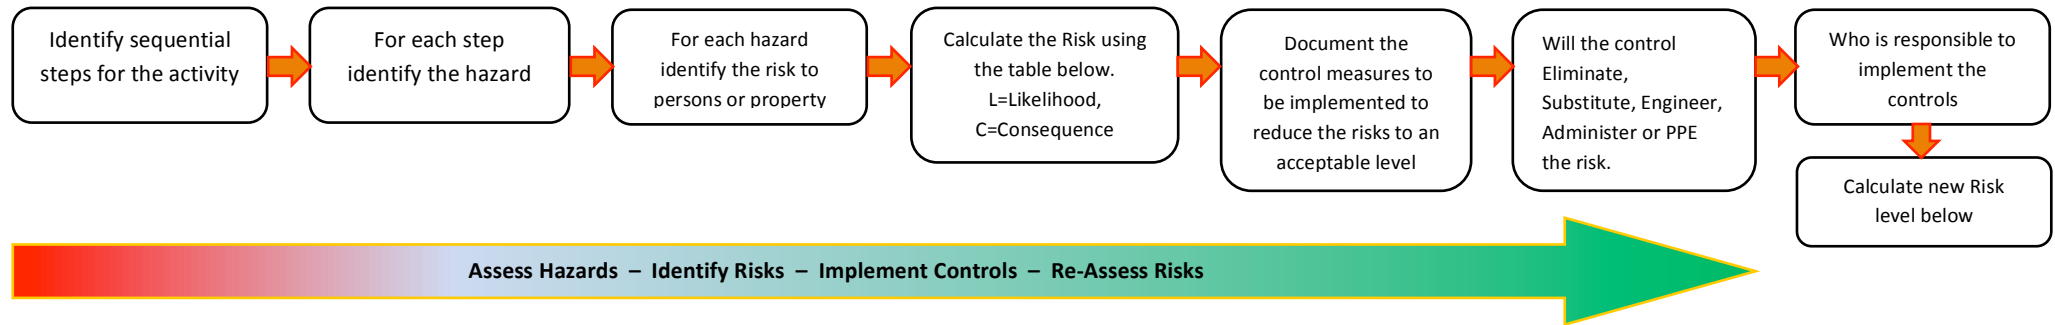 Identify sequential
steps for the activity
For each step
identify the hazard
For each hazard
identify the risk to
persons or property
Calculate the Risk using
the table below.
L=Likelihood,
C=Consequence
Document the
control measures to
be implemented to
reduce the risks to an
acceptable level
Will the control
Eliminate,
Substitute, Engineer,
Administer or PPE
the risk.
Who is responsible to
implement the
controls
Calculate new Risk
level below
Assess Hazards – Identify Risks – Implement Controls – Re-Assess Risks